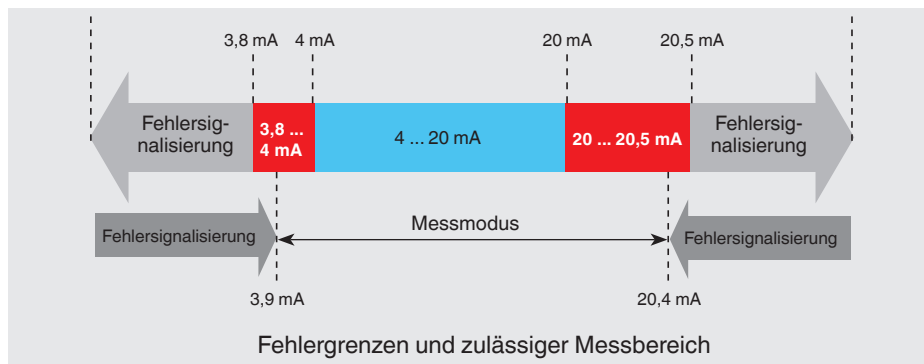 3,8 mA 4 mA 20 mA 20,5 mA
Fehlersig-
nalisierung
3,8 ...
4 mA
4 ... 20 mA
20 ... 20,5 mA
Fehlersig-
nalisierung
Fehlersignalisierung
Messmodus
Fehlersignalisierung
3,9 mA 20,4 mA
Fehlergrenzen und zulässiger Messbereich